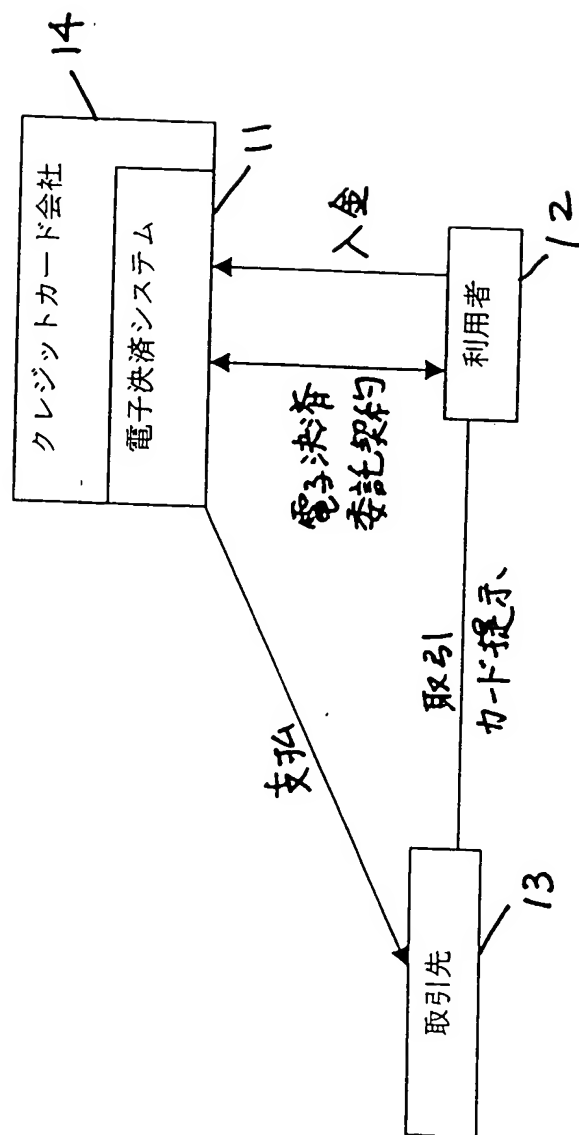 14
クレジットカード会社
電子決済システム
11
入金
電子決済
委託契約
利用者
12
支払
取引
カード提示
取引先
13